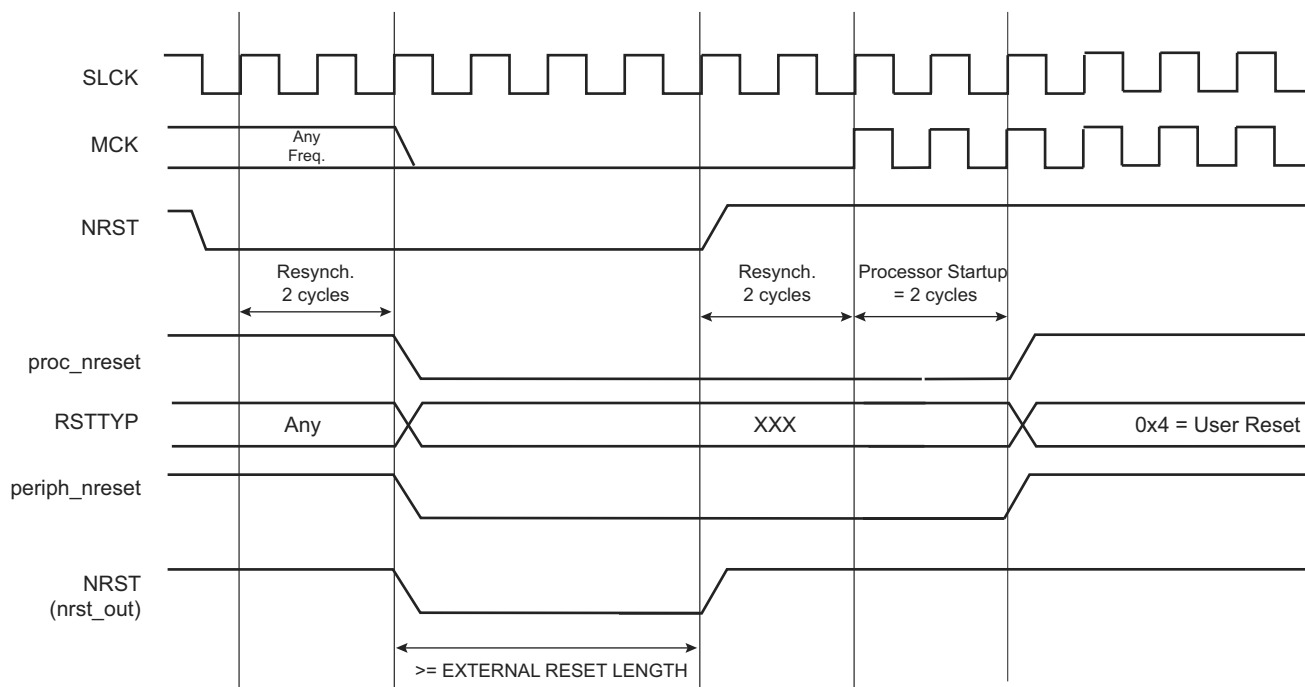 SLCK
MCK
Any
Freq.
NRST
Resynch.
2 cycles
Resynch.
2 cycles
Processor Startup
= 2 cycles
proc_nreset
RSTTYP
Any
XXX
0x4 = User Reset
periph_nreset
NRST
(nrst_out)
>= EXTERNAL RESET LENGTH